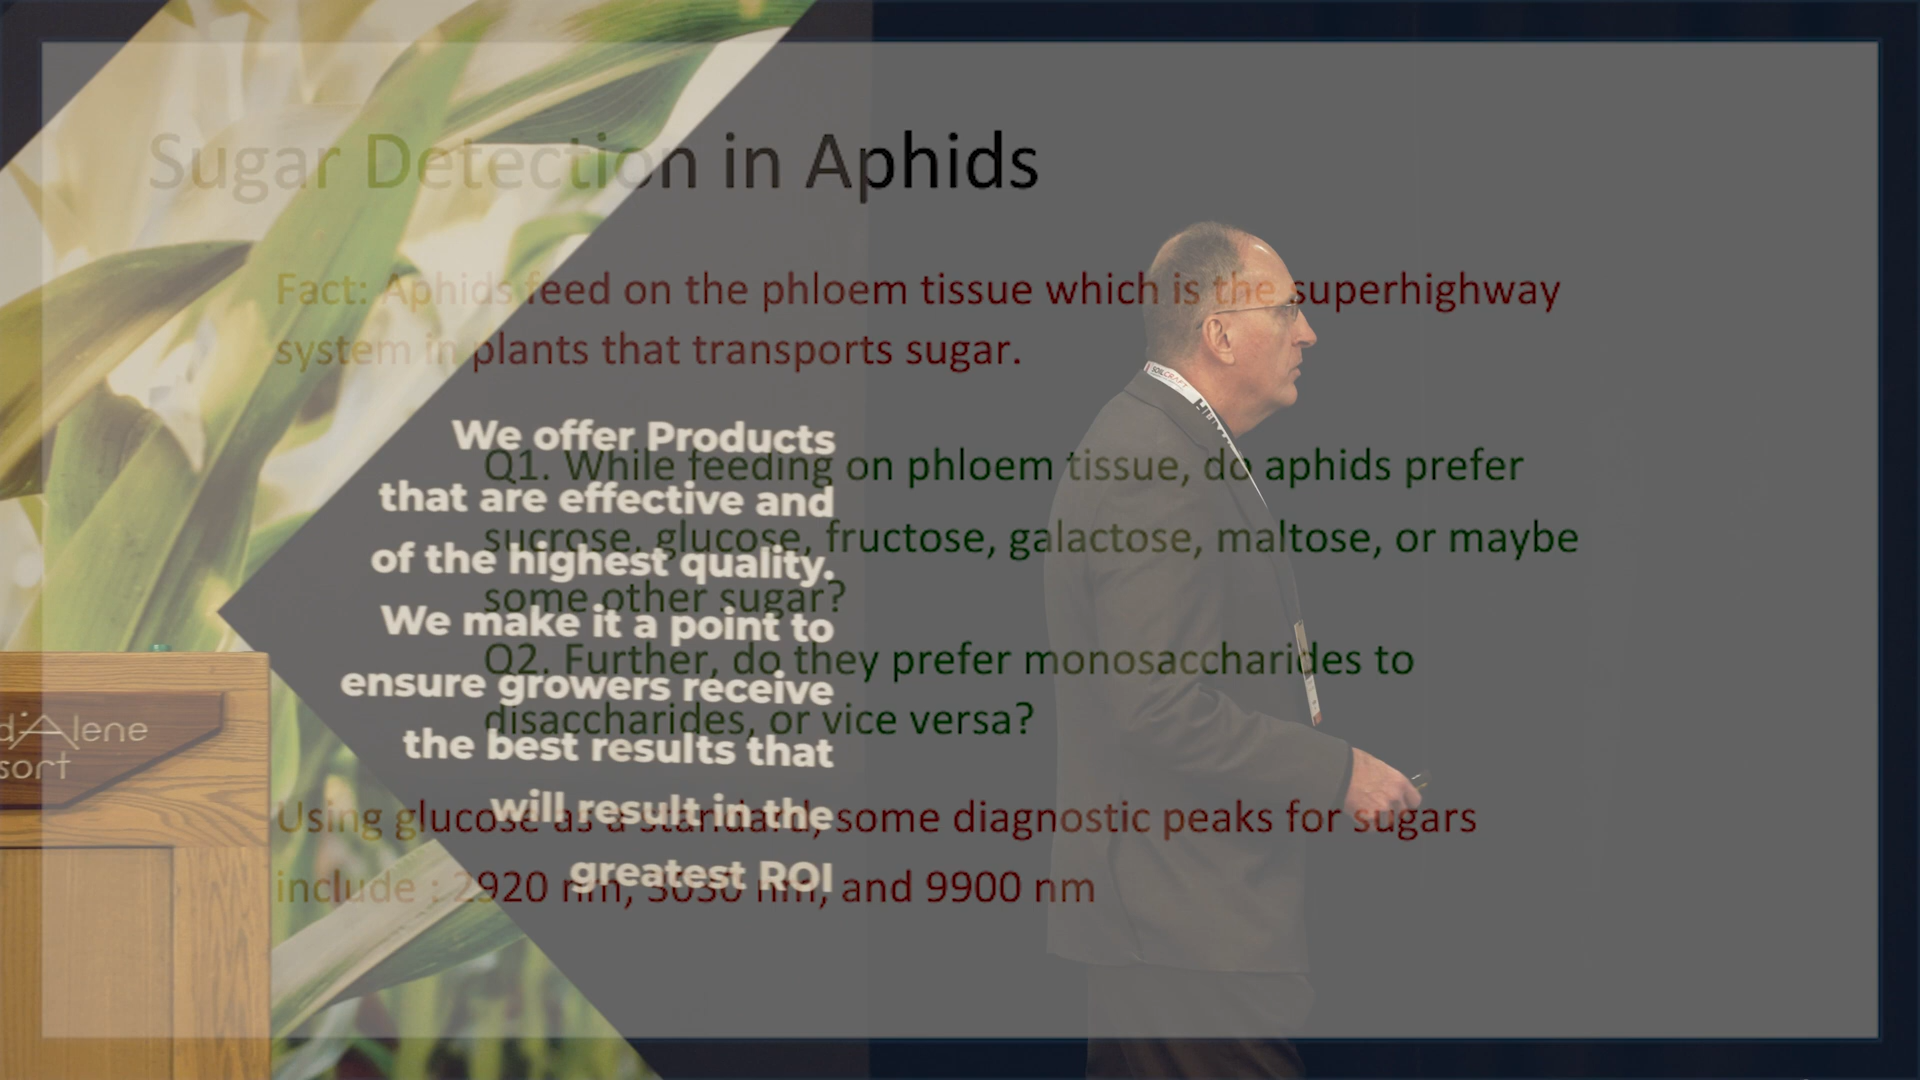 Sugar Detection in Aphids
Fact: Aphids feed on the phloem tissue which is the superhighway
system in plants that transports sugar.
Q1. While feeding on phloem tissue, do aphids prefer
sucrose, glucose, fructose, galactose, maltose, or maybe
some other sugar?
Q2. Further, do they prefer monosaccharides to
disaccharides, or vice versa?
Using glucose as a standard, some diagnostic peaks for sugars
include : 2920 nm, nm, and 9900 nm
We offer Products
that are effective and
of the highest quality.
We make it a point to
ensure growers receive
the best results that
will result in the
greatest ROI
d'Alene
sort
SOILCRAFT